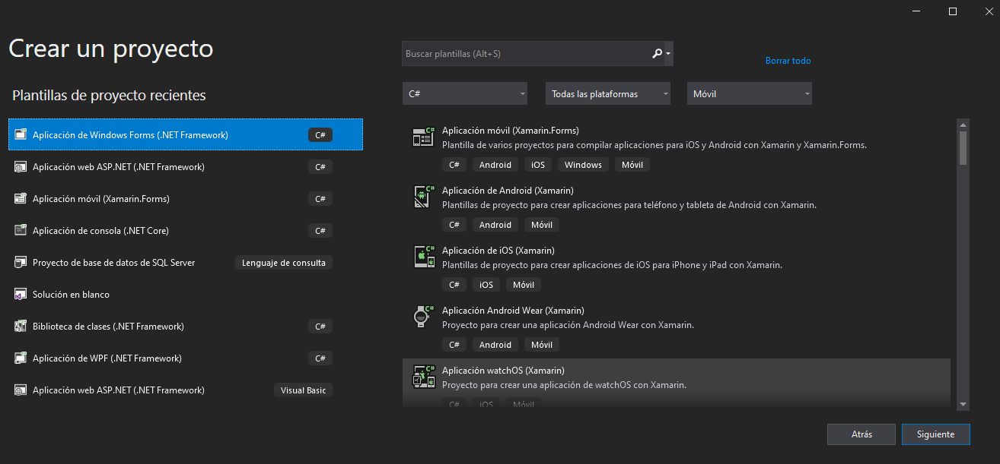 Crear un proyecto
Buscar plantillas (Alt+S)
Borrar todo
C#
Todas las plataformas
Móvil
Plantillas de proyecto recientes
Aplicación de Windows Forms (.NET Framework)
C#
Aplicación web ASP.NET (.NET Framework)
C#
Aplicación móvil (Xamarin.Forms)
C#
Aplicación de consola (.NET Core)
C#
Proyecto de base de datos de SQL Server
Lenguaje de consulta
Solución en blanco
Biblioteca de clases (.NET Framework)
C#
Aplicación de WPF (.NET Framework)
C#
Aplicación web ASP.NET (.NET Framework)
Visual Basic
Aplicación móvil (Xamarin.Forms)
Plantilla de varios proyectos para compilar aplicaciones para iOS y Android con Xamarin y Xamarin.Forms.
C# Android iOS Windows Móvil
Aplicación de Android (Xamarin)
Plantillas de proyecto para crear aplicaciones para teléfono y tableta de Android con Xamarin.
C# Android Móvil
Aplicación de iOS (Xamarin)
Plantillas de proyecto para crear aplicaciones de iOS para iPhone y iPad con Xamarin.
C# iOS Móvil
Aplicación Android Wear (Xamarin)
Proyecto para crear una aplicación Android Wear con Xamarin.
C# Android Móvil
Aplicación watchOS (Xamarin)
Proyecto para crear una aplicación de watchOS con Xamarin.
C# iOS Móvil
Atrás
Siguiente